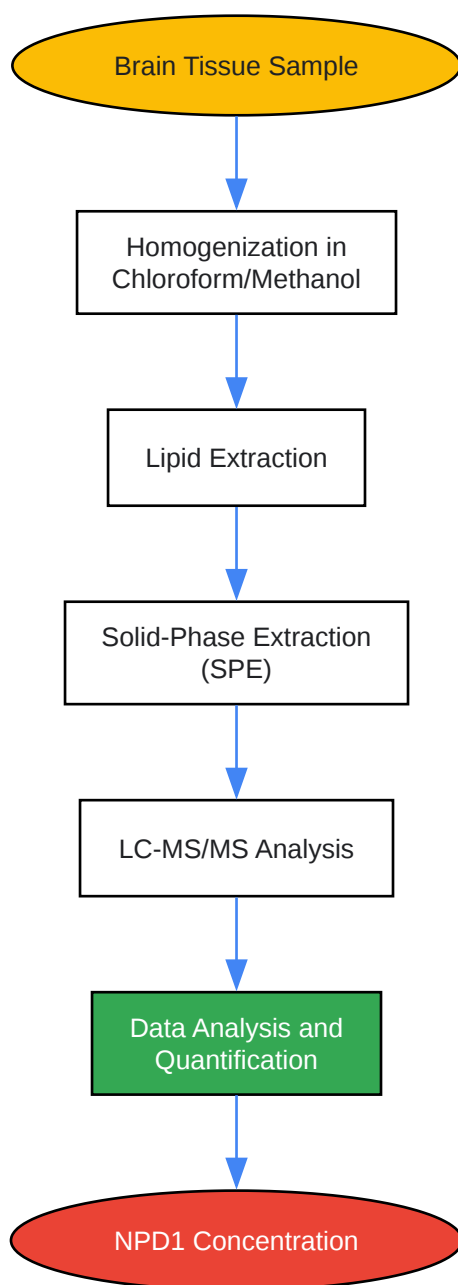 Brain Tissue Sample
Homogenization in
Chloroform/Methanol
Lipid Extraction
Solid-Phase Extraction
(SPE)
LC-MS/MS Analysis
Data Analysis and
Quantification
NPD1 Concentration